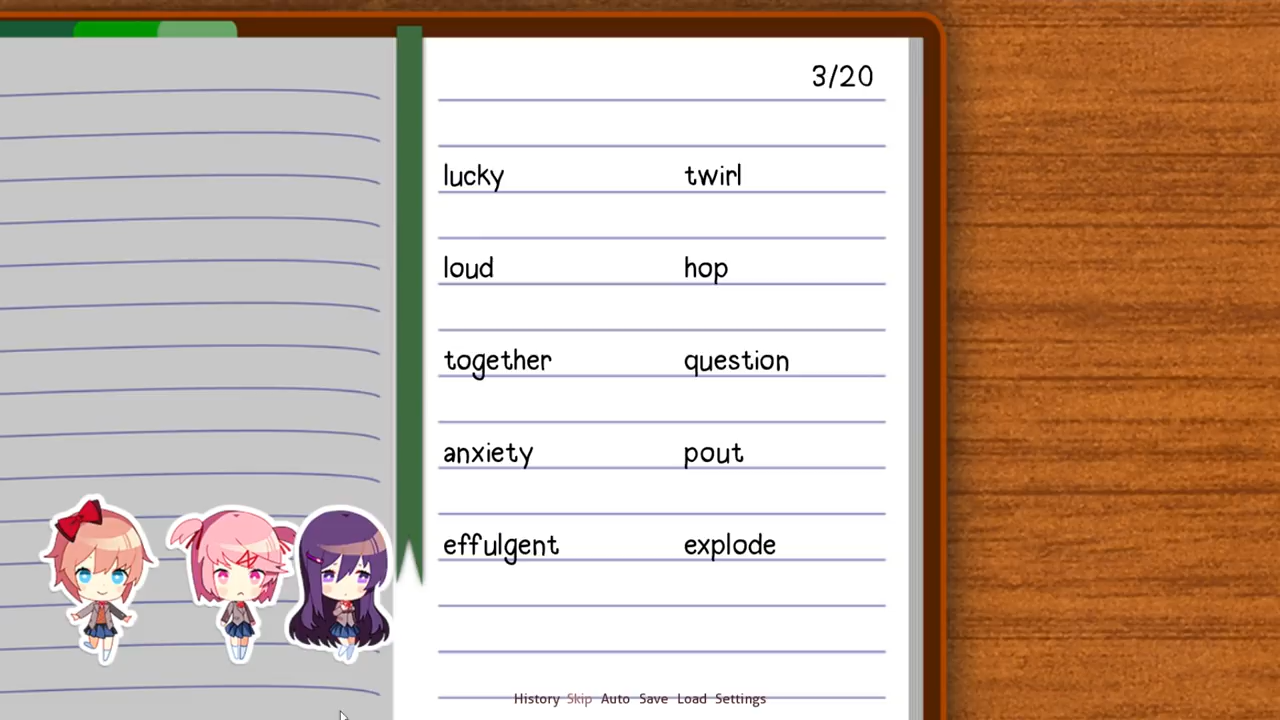 3/20
lucky twirl
loud hop
together question
anxiety pout
effulgent explode
History Skip Auto Save Load Settings